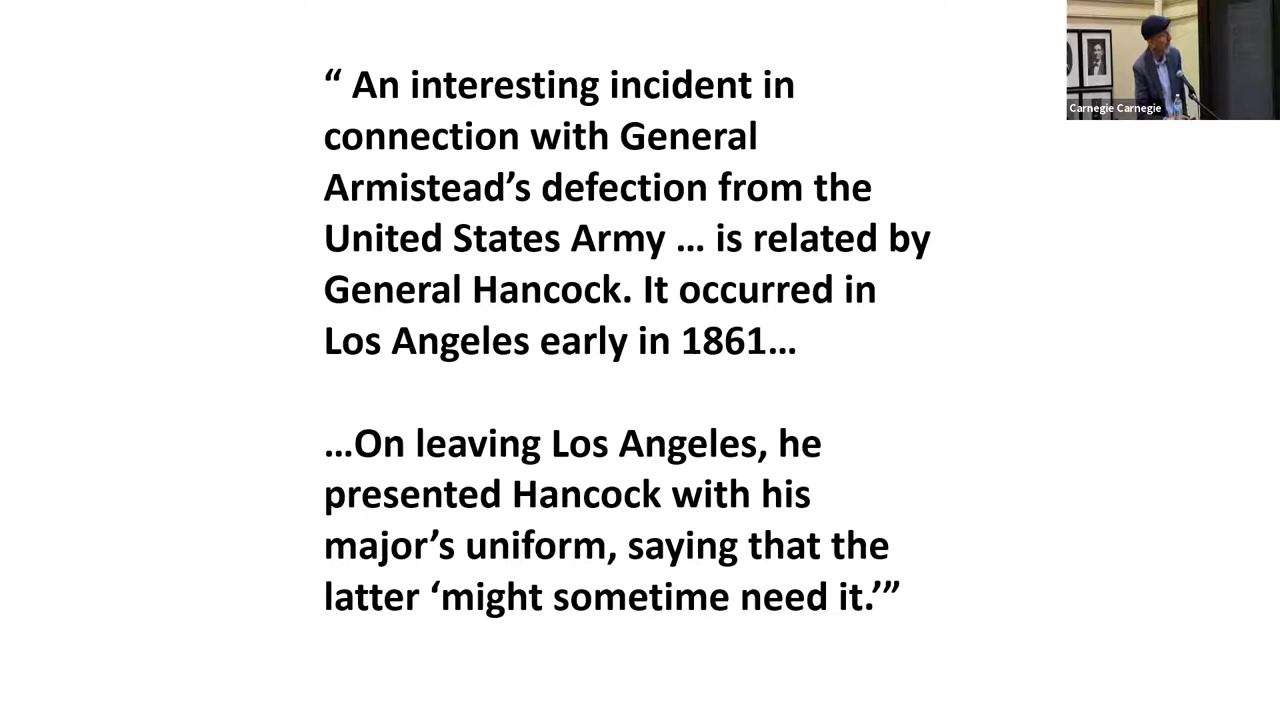 “ An interesting incident in
connection with General
Armistead’s defection from the
United States Army … is related by
General Hancock. It occurred in
Los Angeles early in 1861…
…On leaving Los Angeles, he
presented Hancock with his
major’s uniform, saying that the
latter ‘might sometime need it.’”
Carnegie Carnegie